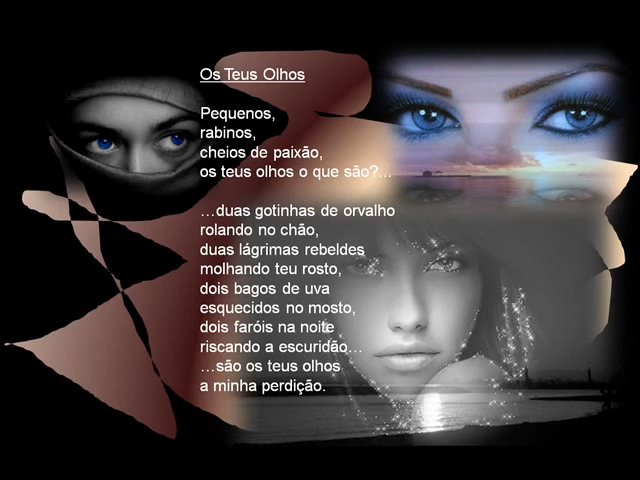 Os Teus Olhos
Pequenos,
rabinos,
cheios de paixão,
os teus olhos o que são?...
…duas gotinhas de orvalho
rolando no chão,
duas lágrimas rebeldes
molhando teu rosto,
dois bagos de uva
esquecidos no mosto,
dois faróis na noite
riscando a escuridão…
…são os teus olhos
a minha perdição.